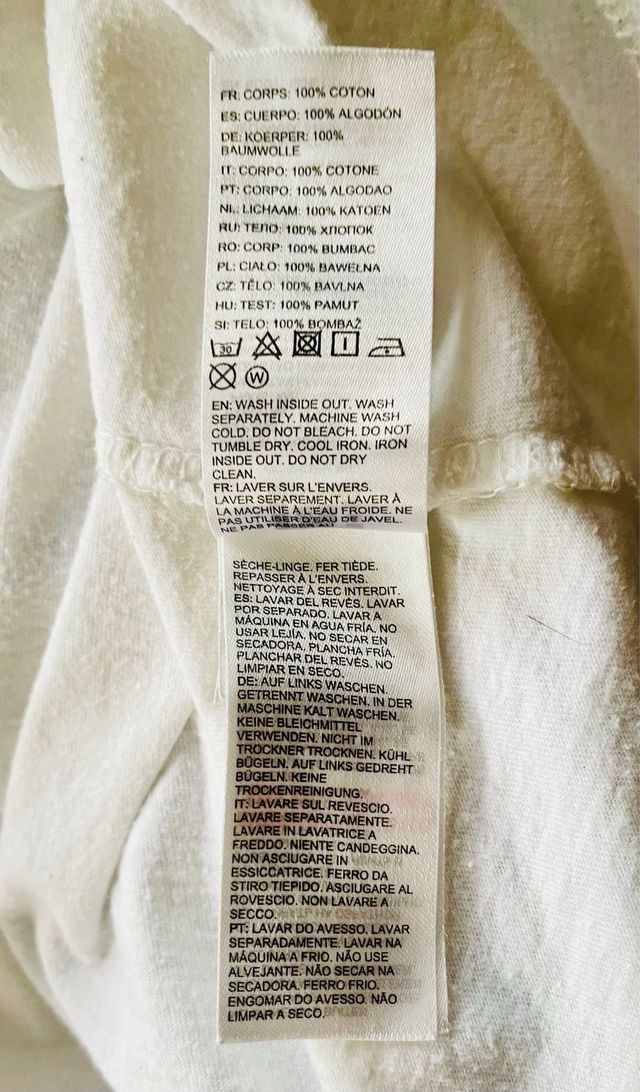 FR: CORPS: 100% COTON
ES: CUERPO: 100% ALGODÓN
DE: KOERPER: 100%
BAUMWOLLE
IT: CORPO: 100% COTONE
PT: CORPO: 100% ALGODAO
NL: LICHAAM: 100% KATOEN
RU: ТЕЛО: 100% ХЛОПОК
RO: CORP: 100% BUMBAC
PL: CIAŁO: 100% BAWEŁNA
CZ: TĚLO: 100% BAVLNA
HU: TEST: 100% PAMUT
SI: TELO: 100% BOMBAŽ
30
W
EN: WASH INSIDE OUT. WASH
SEPARATELY. MACHINE WASH
COLD. DO NOT BLEACH. DO NOT
TUMBLE DRY. COOL IRON. IRON
INSIDE OUT. DO NOT DRY
CLEAN.
FR: LAVER SUR L'ENVERS.
LAVER SEPAREMENT. LAVER À
LA MACHINE À L'EAU FROIDE. NE
PAS UTILISER D'EAU DE JAVEL.
NE PAS PASSER AU
SÈCHE-LINGE. FER TIÈDE.
REPASSER À L'ENVERS.
NETTOYAGE À SEC INTERDIT.
ES: LAVAR DEL REVÉS. LAVAR
POR SEPARADO. LAVAR A
MÁQUINA EN AGUA FRÍA. NO
USAR LEJÍA. NO SECAR EN
SECADORA. PLANCHA FRÍA.
PLANCHAR DEL REVÉS. NO
LIMPIAR EN SECO.
DE: AUF LINKS WASCHEN.
GETRENNT WASCHEN. IN DER
MASCHINE KALT WASCHEN.
KEINE BLEICHMITTEL
VERWENDEN. NICHT IM
TROCKNER TROCKNEN. KÜHL
BÜGELN. AUF LINKS GEDREHT
BÜGELN. KEINE
TROCKENREINIGUNG.
IT: LAVARE SUL REVESCIO.
LAVARE SEPARATAMENTE.
LAVARE IN LAVATRICE A
FREDDO. NIENTE CANDEGGINA.
NON ASCIUGARE IN
ESSICCATRICE. FERRO DA
STIRO TIEPIDO. ASCIUGARE AL
ROVESCIO. NON LAVARE A
SECCO.
PT: LAVAR DO AVESSO. LAVAR
SEPARADAMENTE. LAVAR NA
MÁQUINA A FRIO. NÃO USE
ALVEJANTE. NÃO SECAR NA
SECADORA. FERRO FRIO.
ENGOMAR DO AVESSO. NÃO
LIMPAR A SECO.